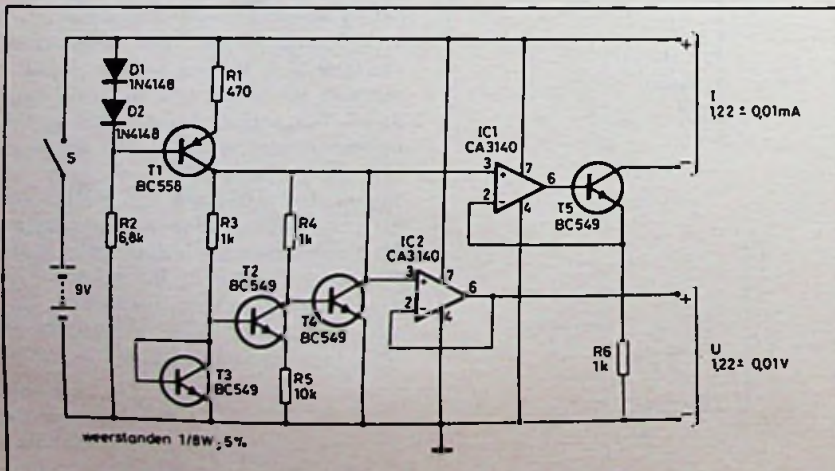 D1
1N4148
D2
1N4148
R1
470
S
T1
BC558
R2
6,8k
R3
1k
R4
1k
9V
T2
BC549
T3
BC549
T4
BC549
R5
10k
IC2
CA3140
3
+
2
-
7
4
6
IC1
CA3140
3
+
2
-
7
4
6
T5
BC549
R6
1k
+
I
1,22 ± 0,01mA
-
+
U
1,22 ± 0,01V
-
weerstanden 1/8W ; 5%